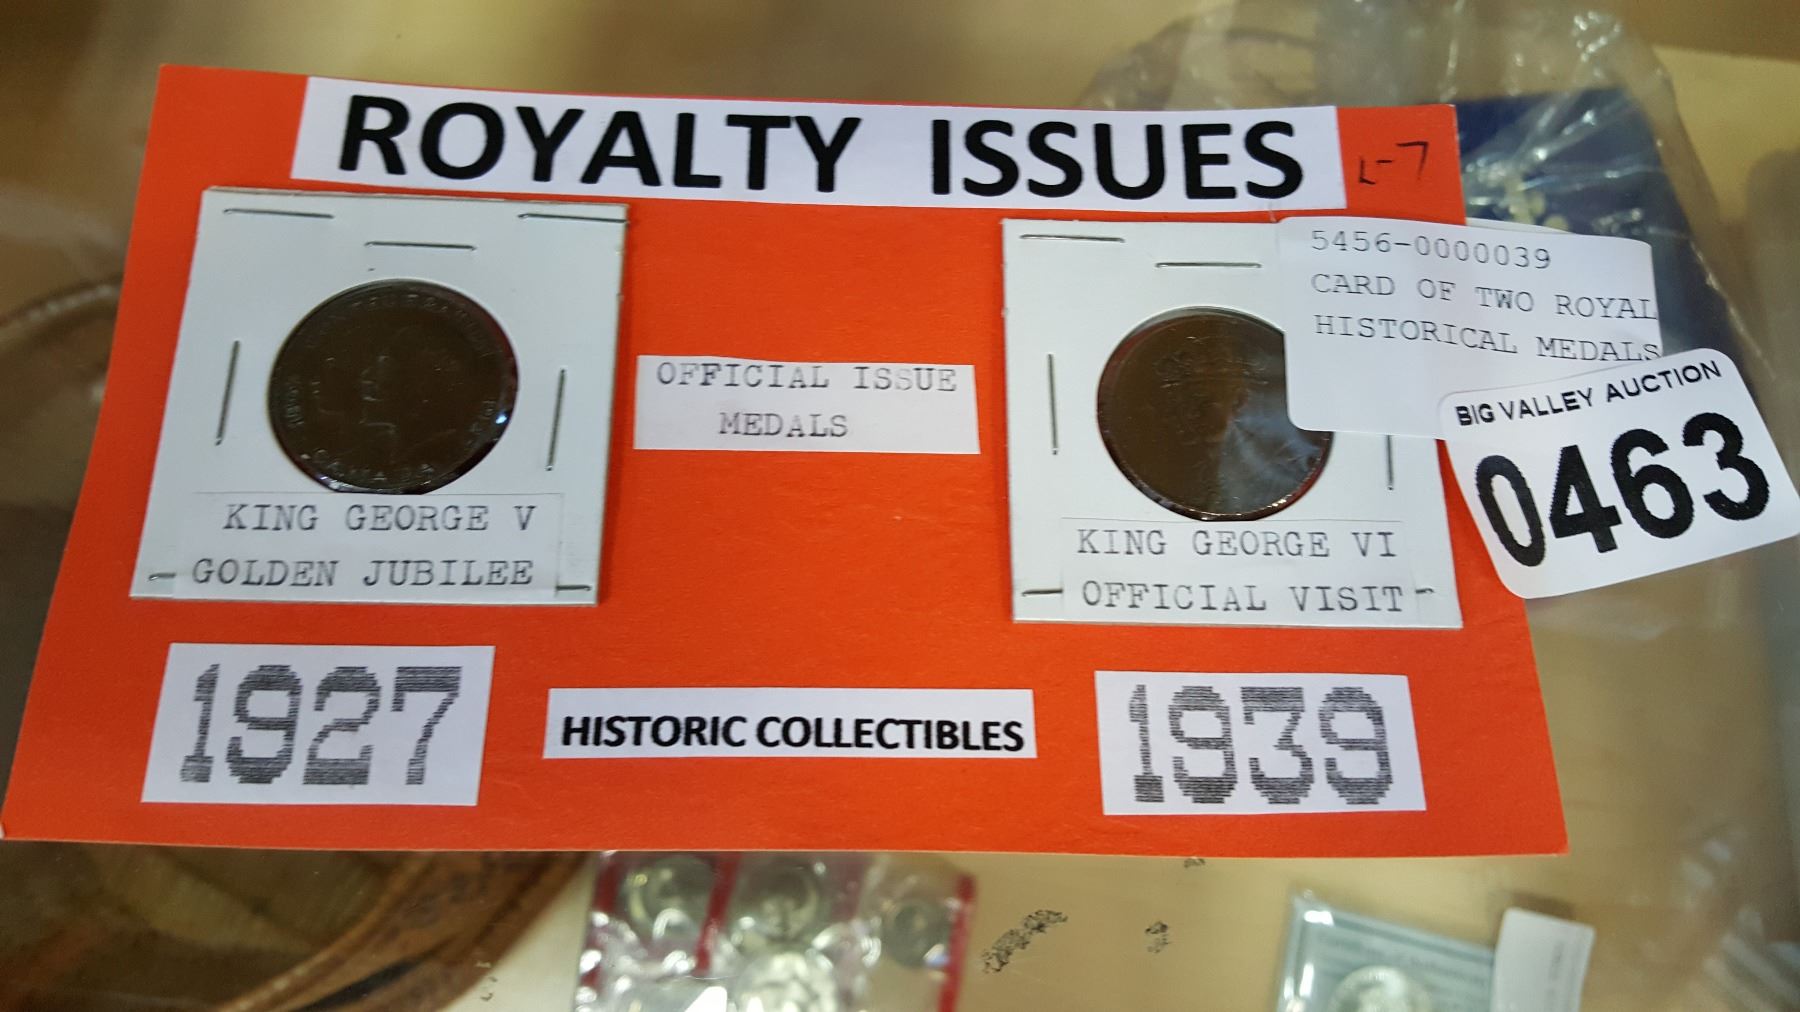 ROYALTY ISSUES
L-7
5456-0000039
CARD OF TWO ROYAL
HISTORICAL MEDALS
BIG VALLEY AUCTION
0463
OFFICIAL ISSUE
MEDALS
CANADA
KING GEORGE V
GOLDEN JUBILEE
KING GEORGE VI
OFFICIAL VISIT
1927
HISTORIC COLLECTIBLES
1939